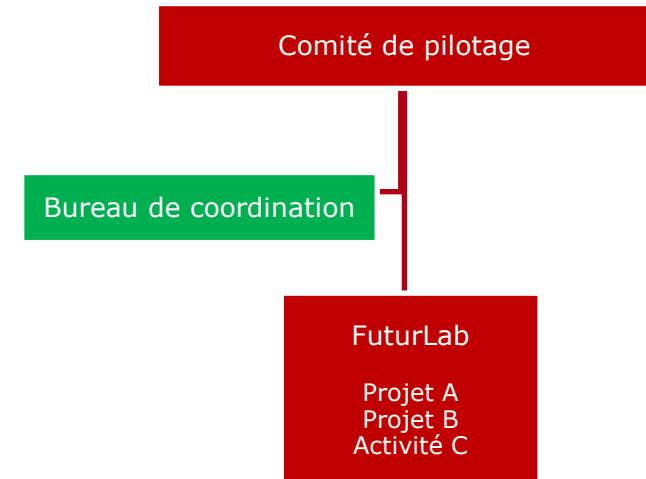 Comité de pilotage
Bureau de coordination
FuturLab
Projet A
Projet B
Activité C